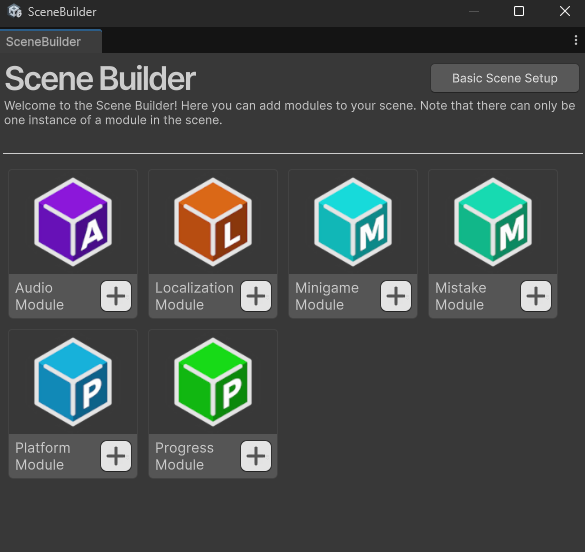 SceneBuilder
SceneBuilder
Scene Builder
Basic Scene Setup
Welcome to the Scene Builder! Here you can add modules to your scene. Note that there can only be
one instance of a module in the scene.
A
L
M
M
Audio
Module
Localization
Module
Minigame
Module
Mistake
Module
P
P
Platform
Module
Progress
Module